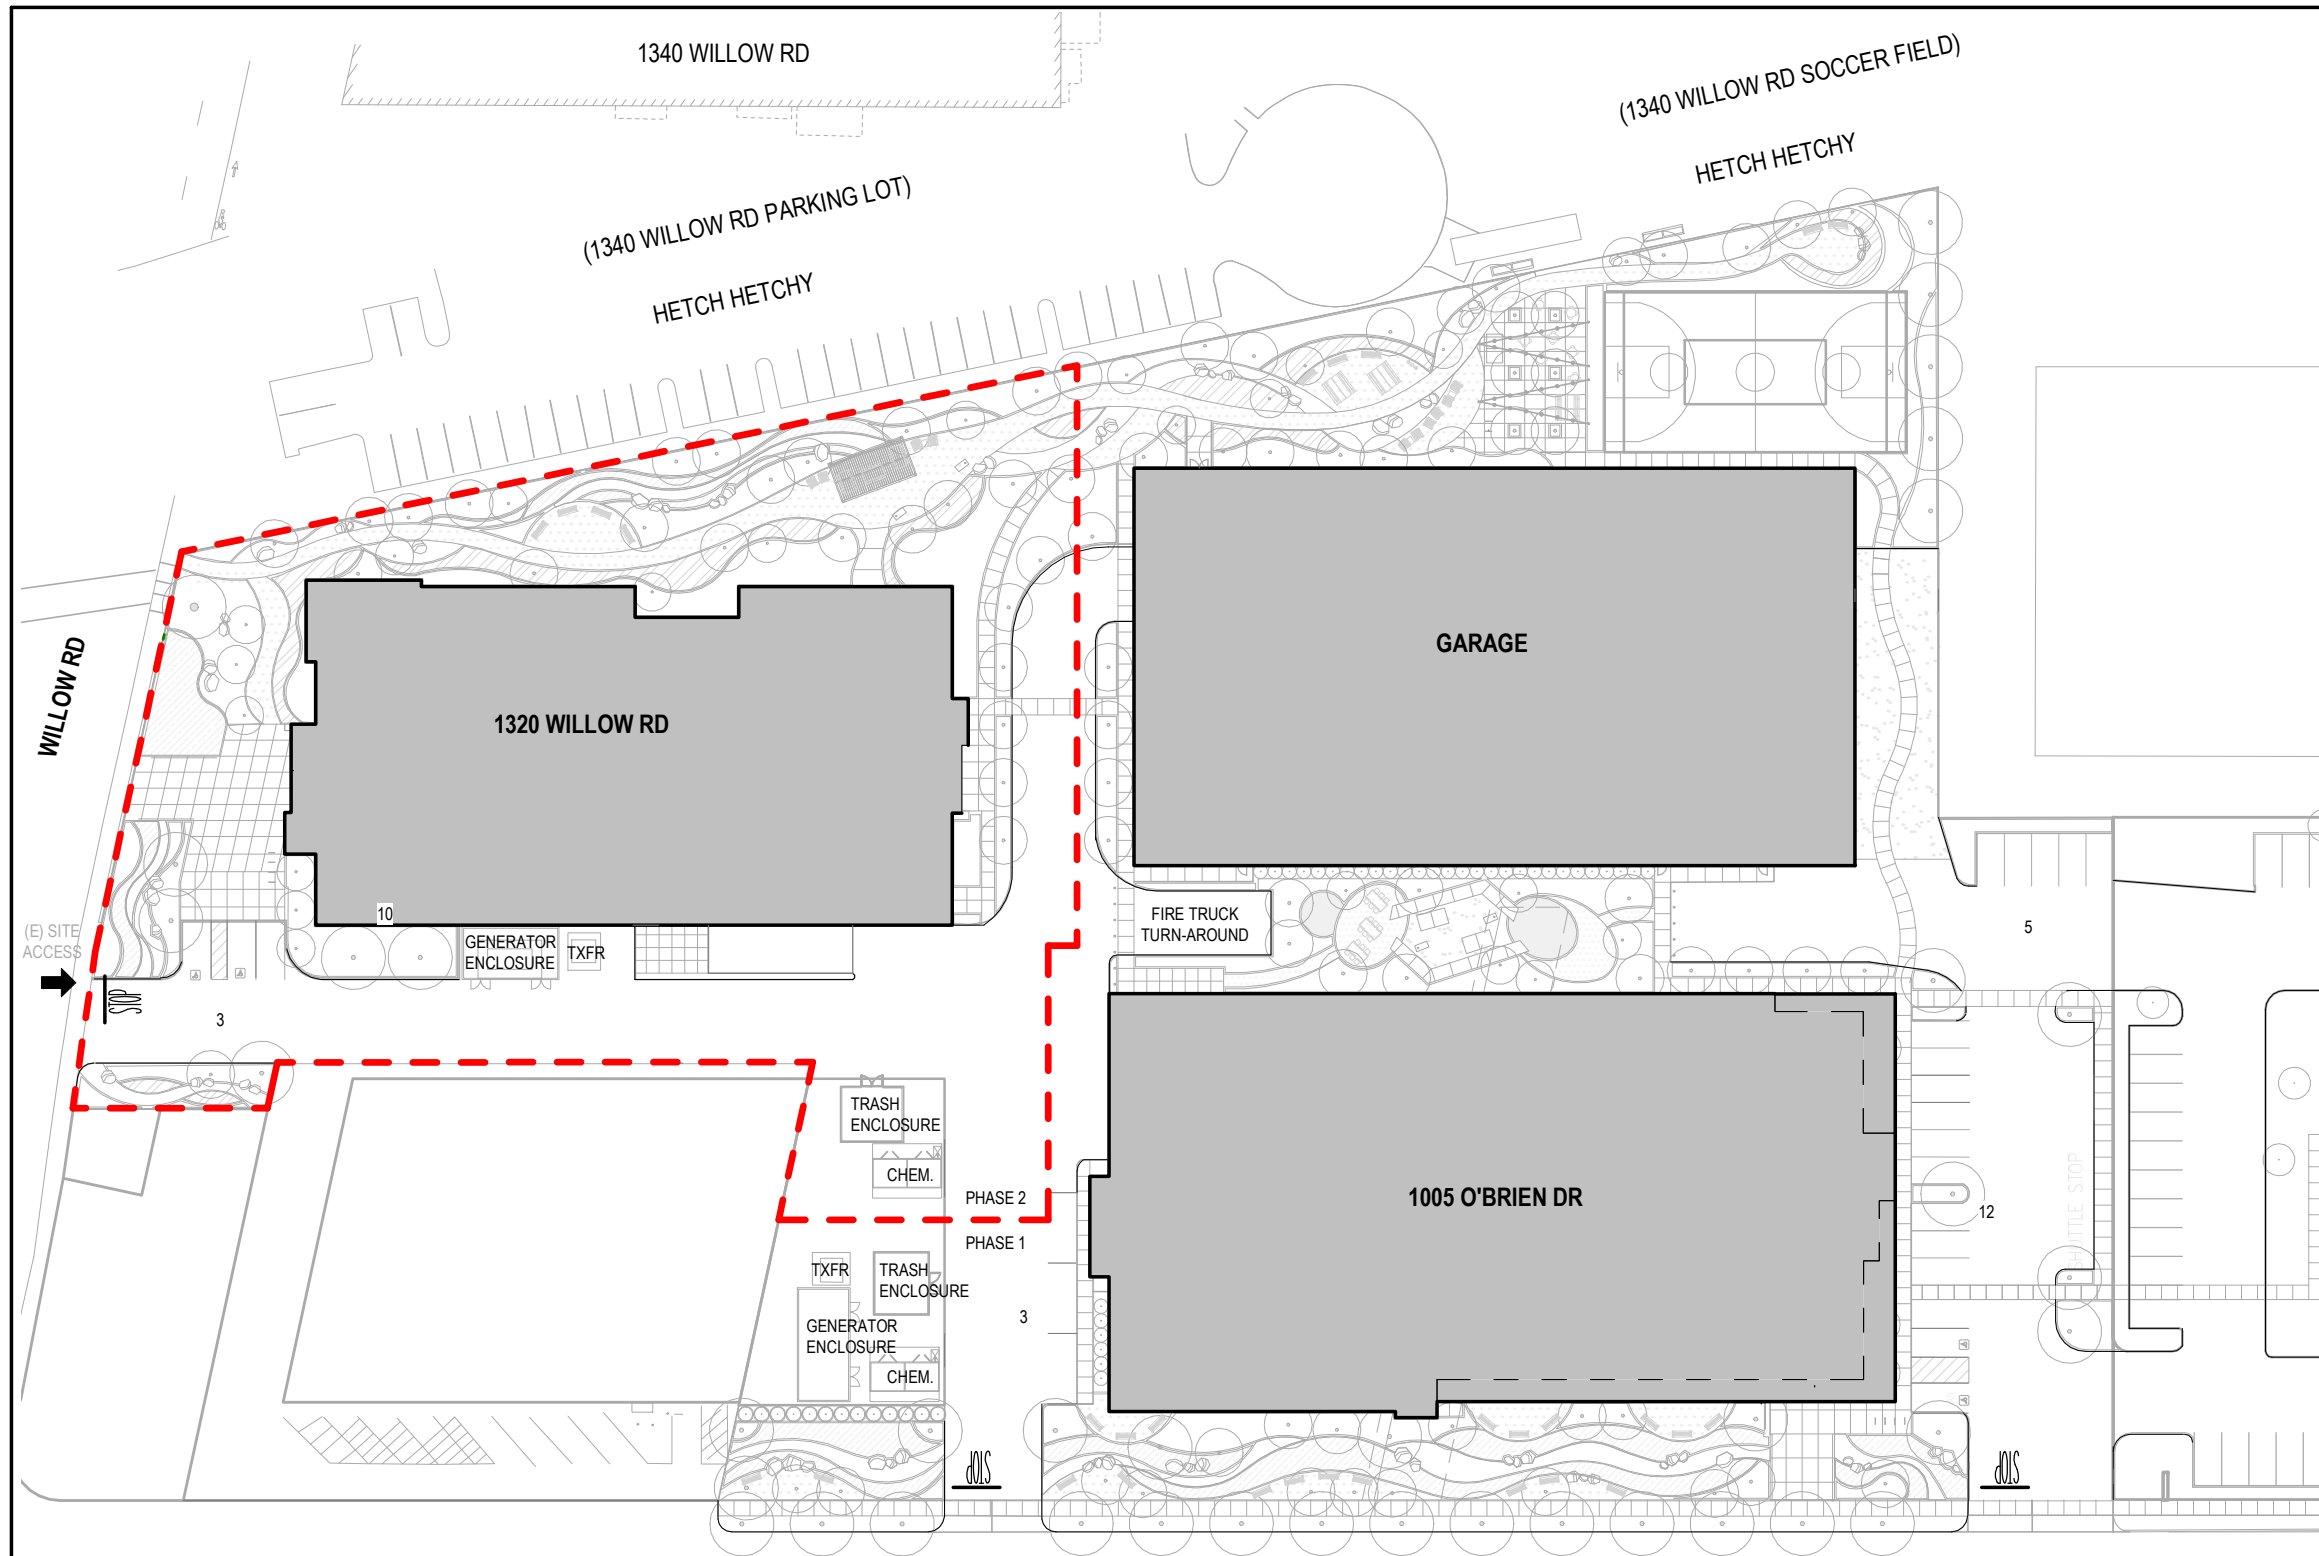 1340 WILLOW RD
(1340 WILLOW RD SOCCER FIELD)
HETCH HETCHY
(1340 WILLOW RD PARKING LOT)
HETCH HETCHY
WILLOW RD
GARAGE
1320 WILLOW RD
10
FIRE TRUCK
TURN-AROUND
(E) SITE
ACCESS
GENERATOR
ENCLOSURE
TXFR
5
STOP
3
TRASH
ENCLOSURE
CHEM.
PHASE 2
1005 O'BRIEN DR
SHUTTLE STOP
12
PHASE 1
TXFR
TRASH
ENCLOSURE
3
GENERATOR
ENCLOSURE
CHEM.
STOP
STOP